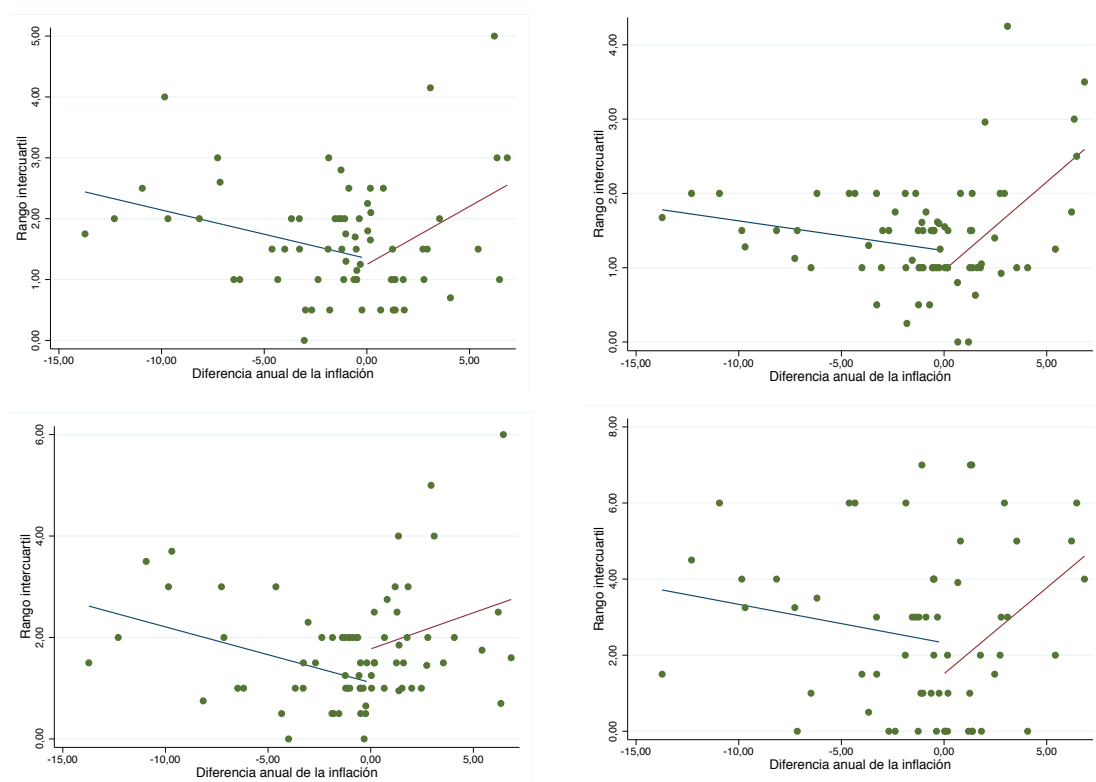 5,00
4,00
3,00
2,00
1,00
0,00
Rango intercuartil
-15,00 -10,00 -5,00 0,00 5,00
Diferencia anual de la inflación
4,00
3,00
2,00
1,00
0,00
Rango intercuartil
-15,00 -10,00 -5,00 0,00 5,00
Diferencia anual de la inflación
6,00
4,00
2,00
0,00
Rango intercuartil
-15,00 -10,00 -5,00 0,00 5,00
Diferencia anual de la inflación
8,00
6,00
4,00
2,00
0,00
Rango intercuartil
-15,00 -10,00 -5,00 0,00 5,00
Diferencia anual de la inflación